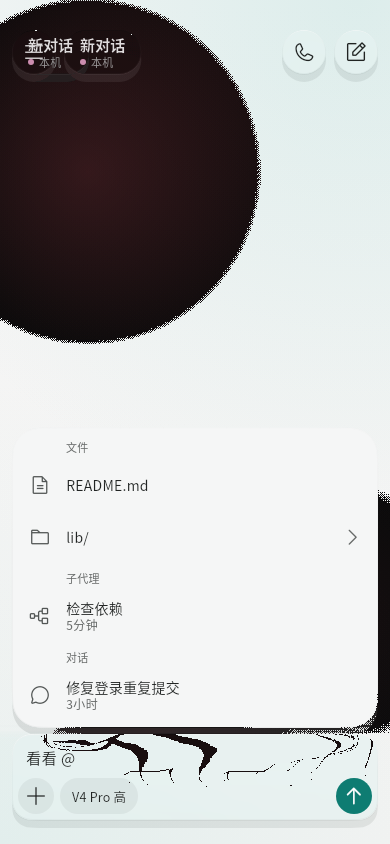 新对话 新对话
本机 本机
文件
README.md
lib/
子代理
检查依赖
5分钟
对话
修复登录重复提交
3小时
看看 @
V4 Pro 高